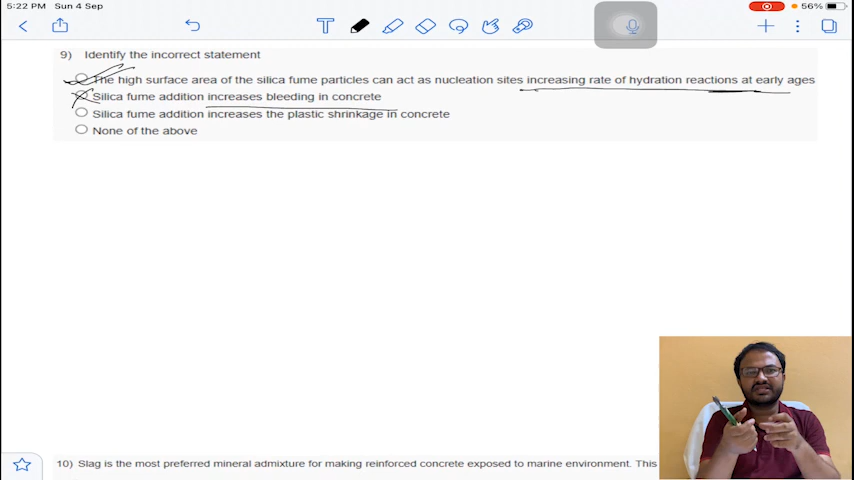 5:22 PM Sun 4 Sep
56%
T
9) Identify the incorrect statement
The high surface area of the silica fume particles can act as nucleation sites increasing rate of hydration reactions at early ages
Silica fume addition increases bleeding in concrete
Silica fume addition increases the plastic shrinkage in concrete
None of the above
10) Slag is the most preferred mineral admixture for making reinforced concrete exposed to marine environment. This